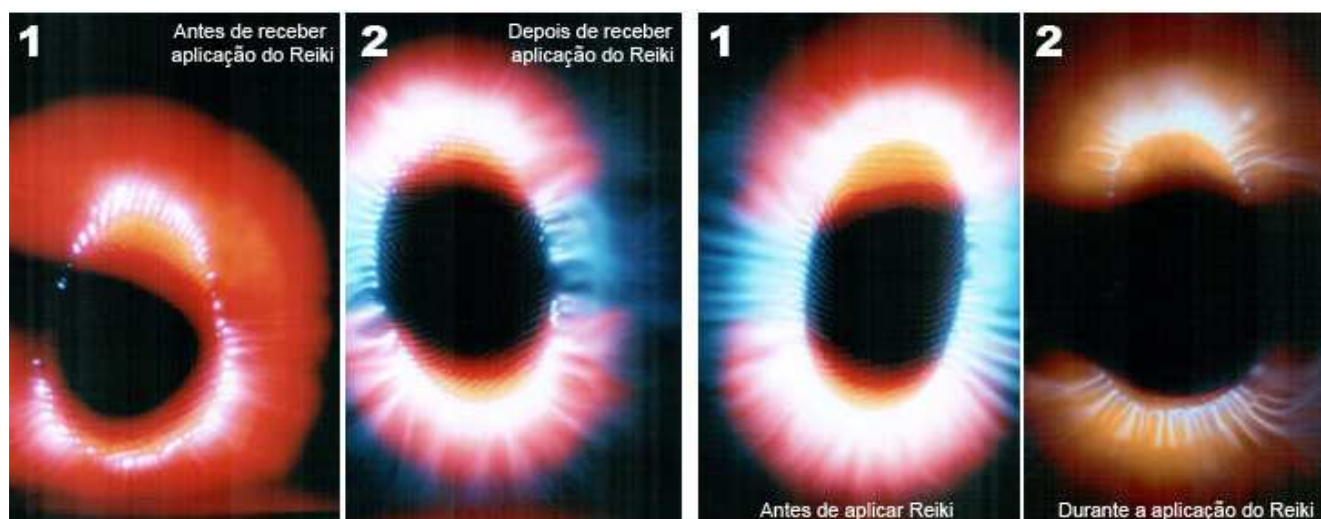 1
Antes de receber
aplicação do Reiki
2
Depois de receber
aplicação do Reiki
1
Antes de aplicar Reiki
2
Durante a aplicação do Reiki